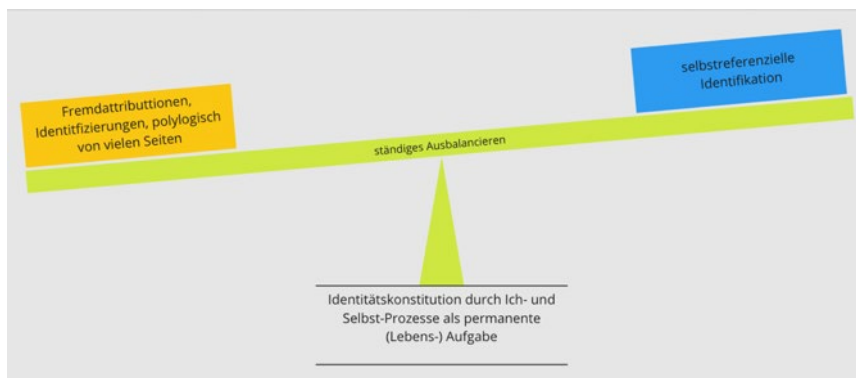 Fremdattributtionen,
Identitfizierungen, polylogisch
von vielen Seiten
selbstreferenzielle
Identifikation
ständiges Ausbalancieren
Identitätskonstitution durch Ich- und
Selbst-Prozesse als permanente
(Lebens-) Aufgabe